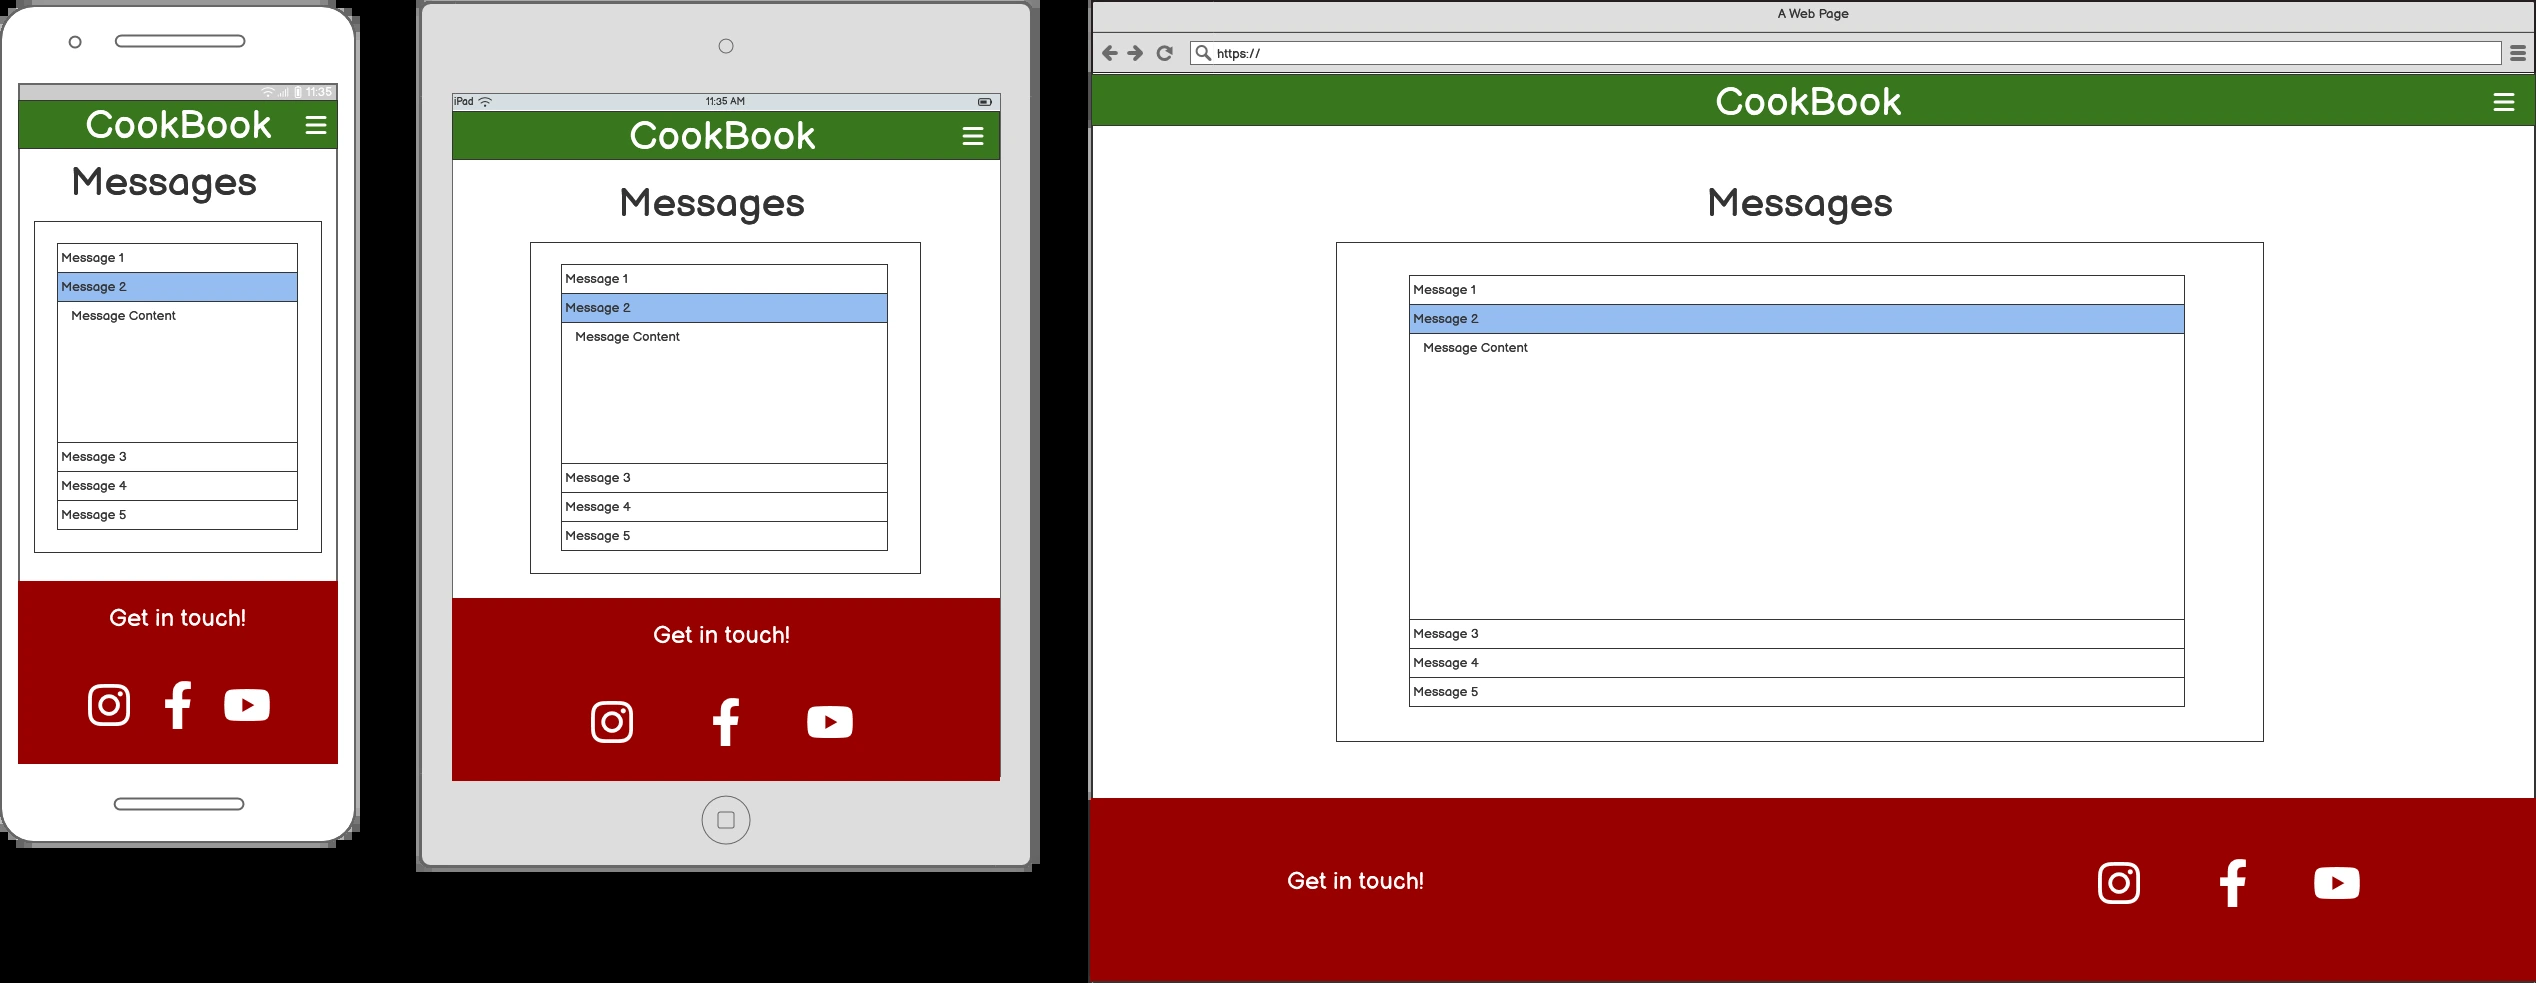 11:35
CookBook
Messages
Message 1
Message 2
Message Content
Message 3
Message 4
Message 5
Get in touch!
iPad
11:35 AM
CookBook
Messages
Message 1
Message 2
Message Content
Message 3
Message 4
Message 5
Get in touch!
A Web Page
https://
CookBook
Messages
Message 1
Message 2
Message Content
Message 3
Message 4
Message 5
Get in touch!